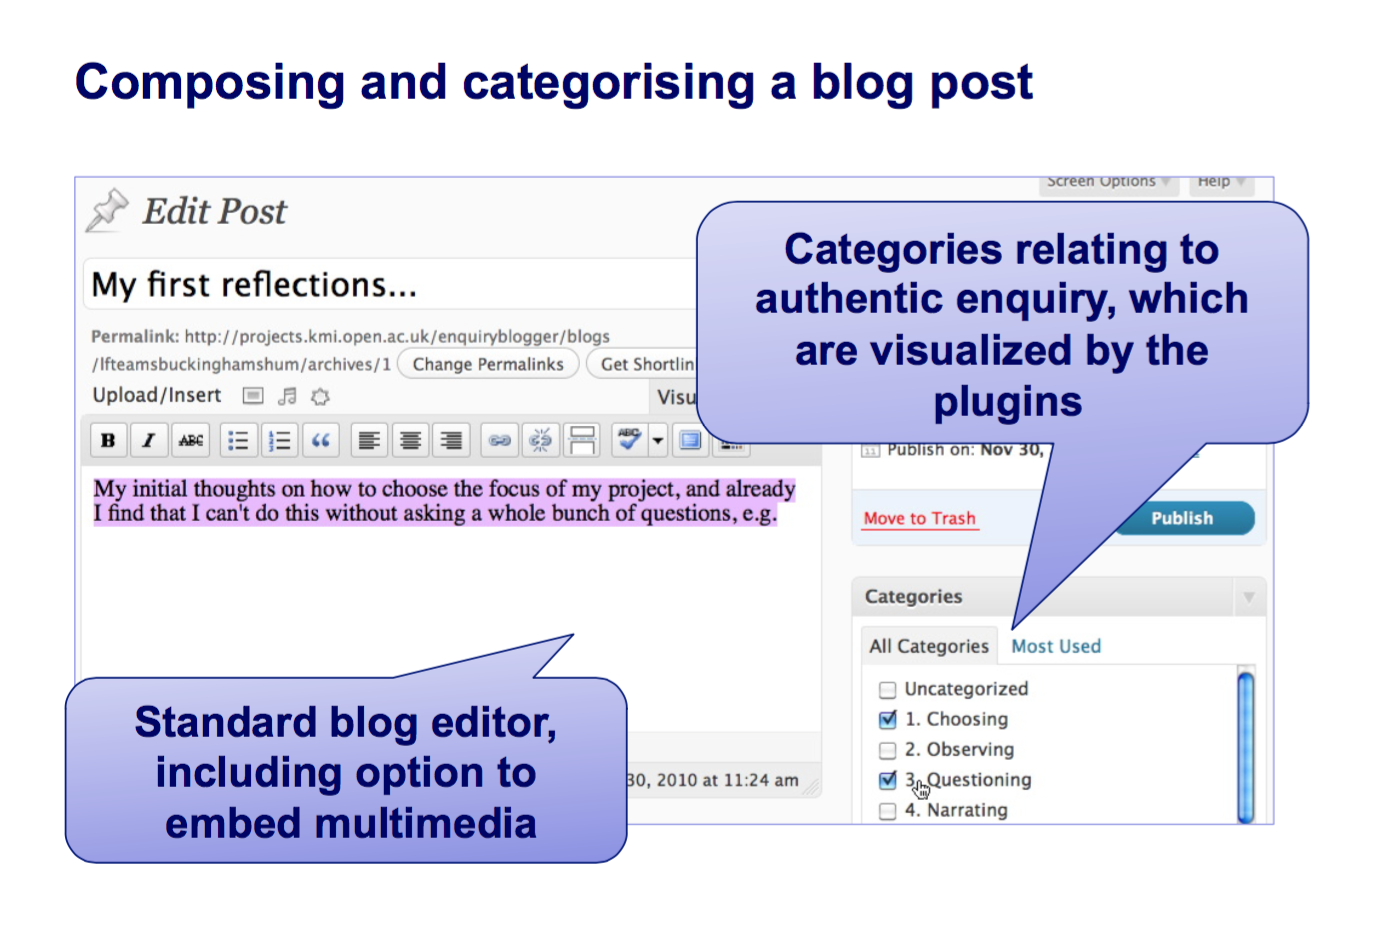 Composing and categorising a blog post
Screen Options
Help
Edit Post
My first reflections...
Permalink: http://projects.kmi.open.ac.uk/enquiryblogger/blogs
/lfteamsbuckinghamshum/archives/1 Change Permalinks
Upload/Insert
B I ABC
ABC
My initial thoughts on how to choose the focus of my project, and already
I find that I can't do this without asking a whole bunch of questions, e.g.
30, 2010 at 11:24 am
Standard blog editor,
including option to
embed multimedia
Categories relating to
authentic enquiry, which
are visualized by the
plugins
Publish on: Nov 30,
Move to Trash
Publish
Categories
All Categories Most Used
Uncategorized
1. Choosing
2. Observing
3. Questioning
4. Narrating